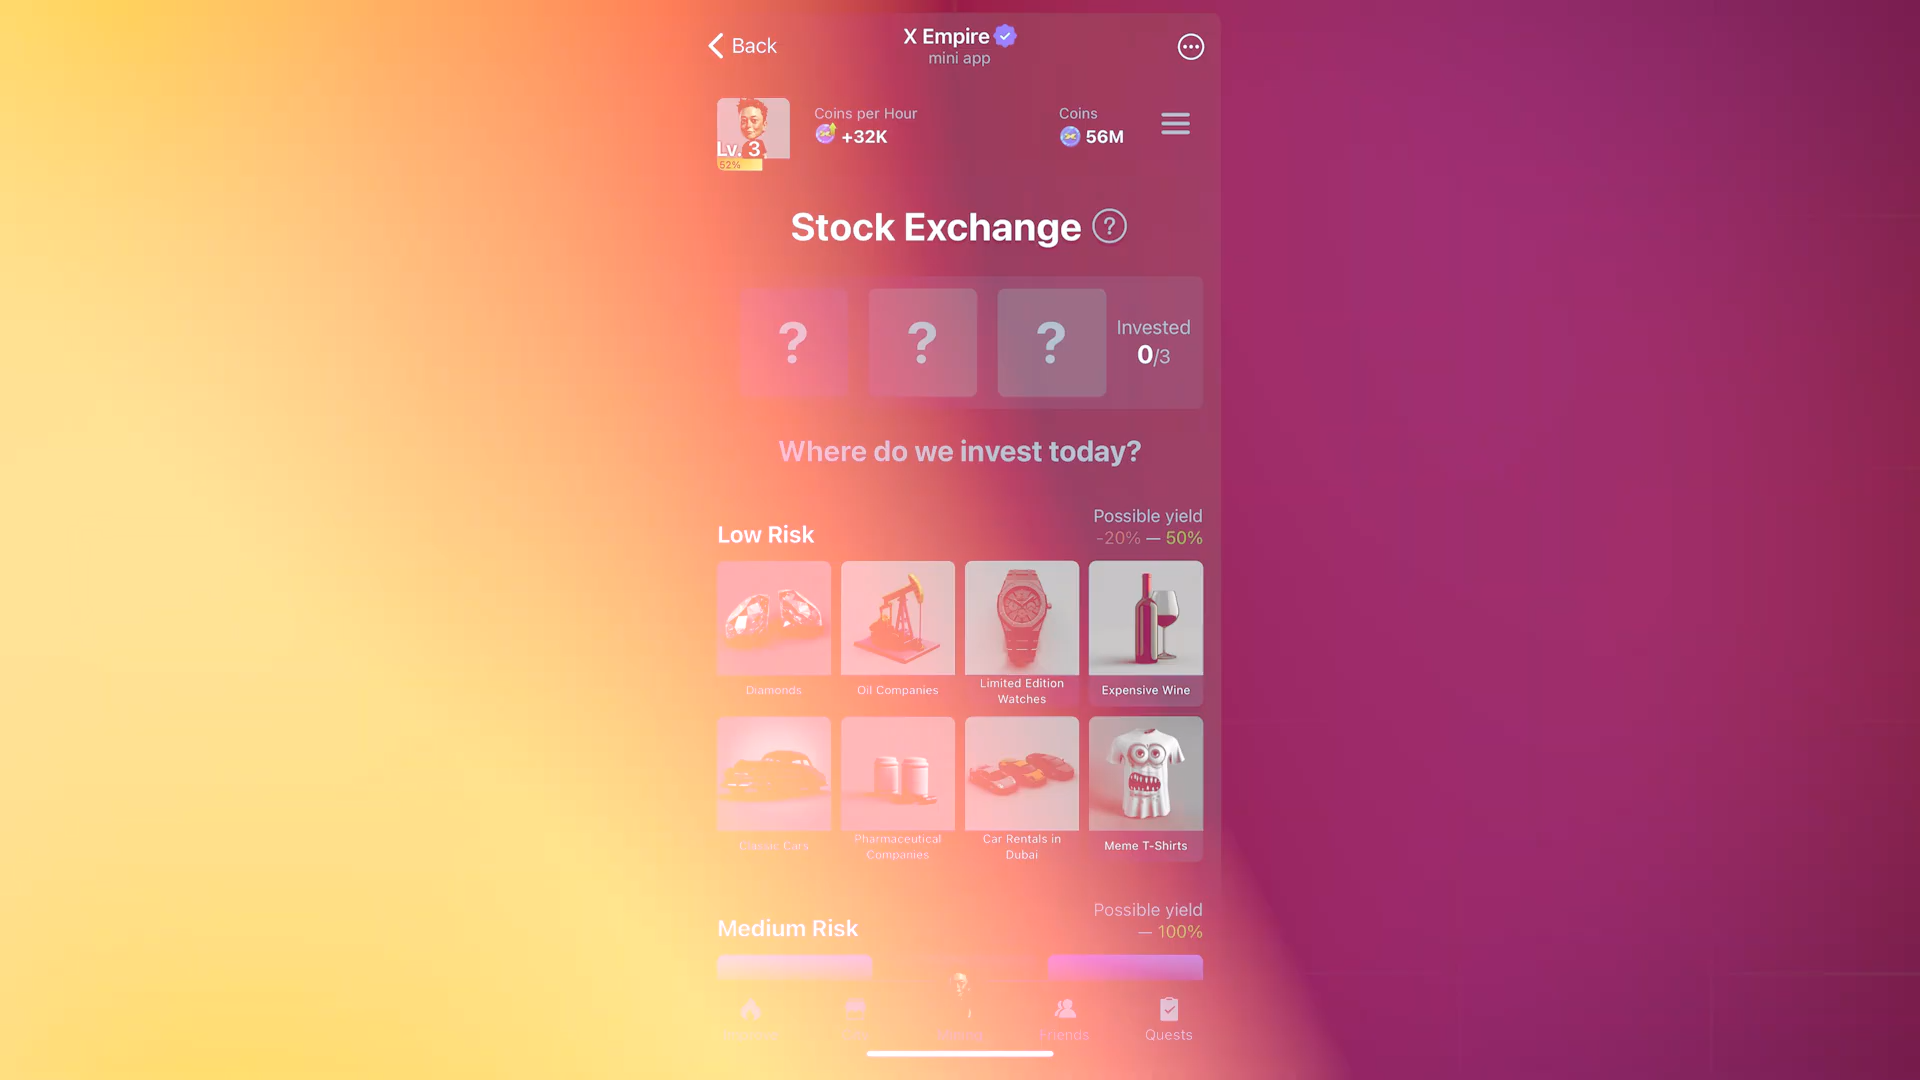 Back
X Empire
mini app
Coins per Hour
+32K
Coins
56M
Lv. 3
52%
Stock Exchange ?
? ? ?
Invested
0/3
Where do we invest today?
Low Risk
Possible yield
-20% — 50%
Diamonds
Oil Companies
Limited Edition
Watches
Expensive Wine
Classic Cars
Pharmaceutical
Companies
Car Rentals in
Dubai
Meme T-Shirts
Medium Risk
Possible yield
— 100%
Friends
Quests